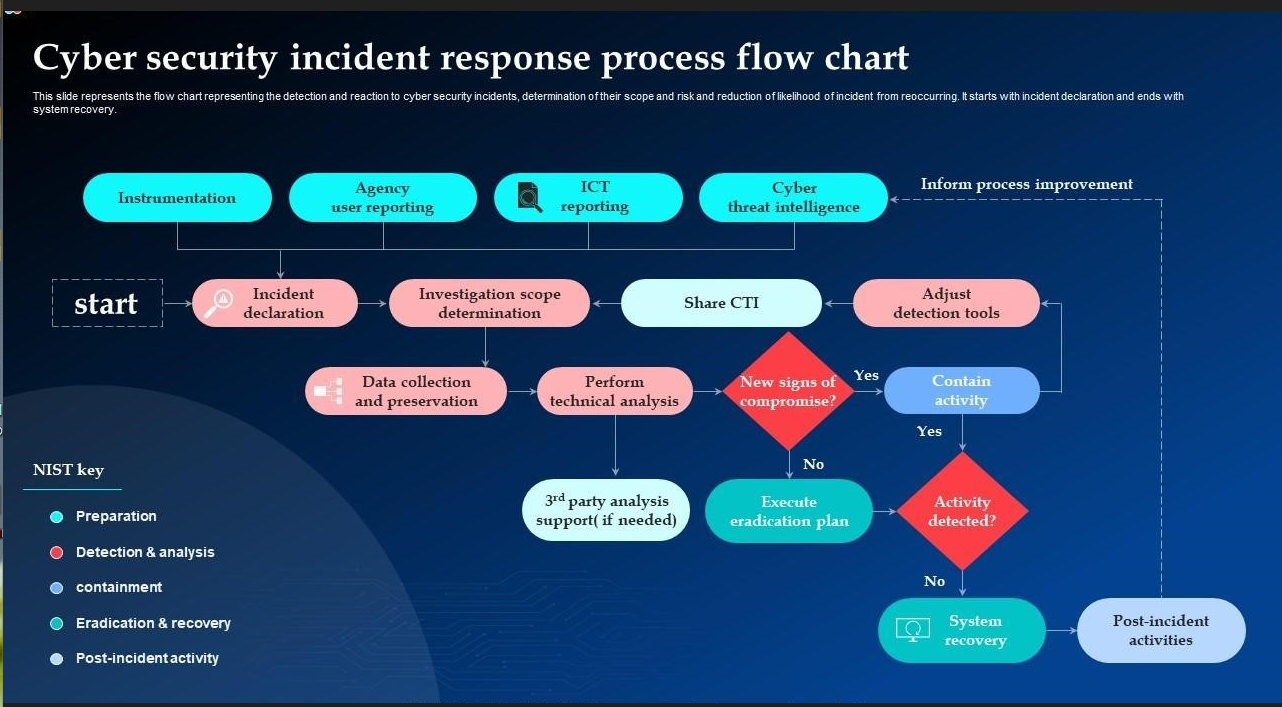 Cyber security incident response process flow chart
This slide represents the flow chart representing the detection and reaction to cyber security incidents, determination of their scope and risk and reduction of likelihood of incident from reoccurring. It starts with incident declaration and ends with
system recovery.
Instrumentation
Agency
user reporting
ICT
reporting
Cyber
threat intelligence
Inform process improvement
start
Incident
declaration
Investigation scope
determination
Share CTI
Adjust
detection tools
Data collection
and preservation
Perform
technical analysis
New signs of
compromise?
Yes
Contain
activity
Yes
No
3rd party analysis
support( if needed)
Execute
eradication plan
Activity
detected?
No
System
recovery
Post-incident
activities
NIST key
Preparation
Detection & analysis
containment
Eradication & recovery
Post-incident activity